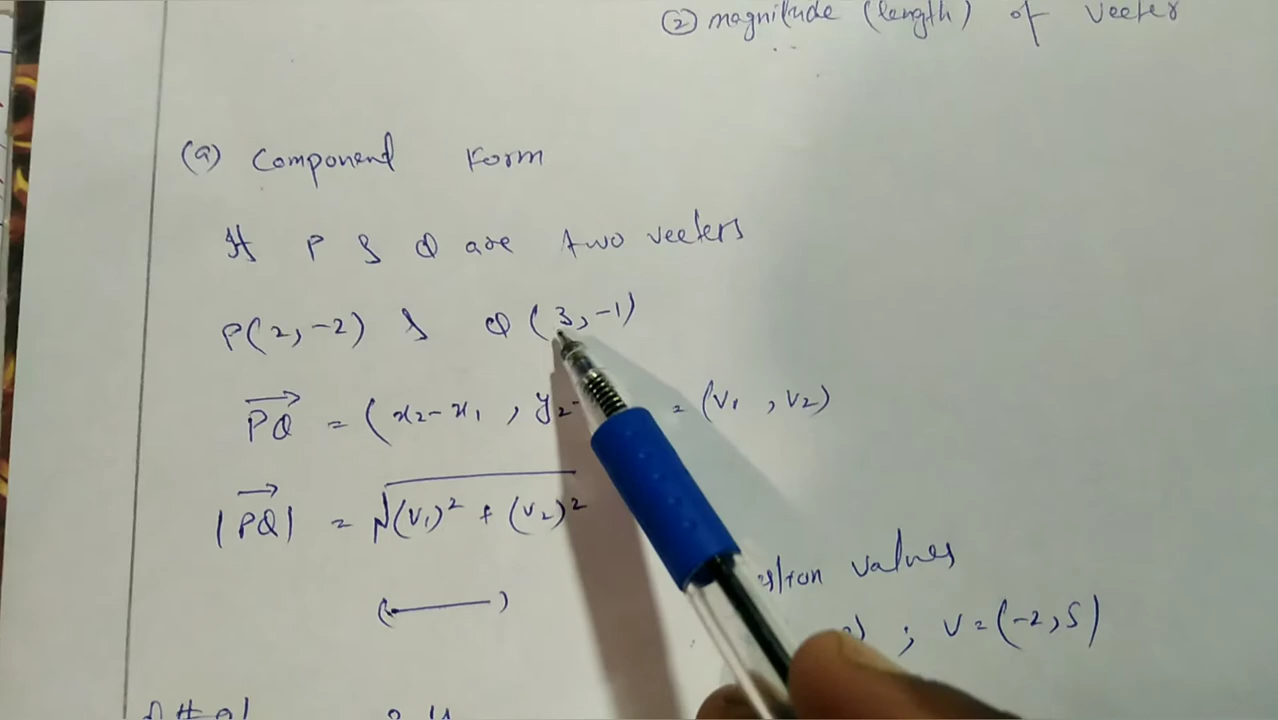 ② magnitude (length) of vector
(a) Component Form
If P & Q are two vectors
P(2,-2) & Q (3,-1)
PQ = (x₂-x₁ , y₂- = (v₁ , v₂)
|PQ| = √(v₁)² + (v₂)²
values
; v = (-2,5)